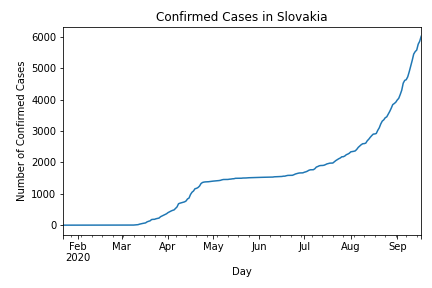 Confirmed Cases in Slovakia
Number of Confirmed Cases
6000
5000
4000
3000
2000
1000
0
Feb Mar Apr May Jun Jul Aug Sep
2020
Day